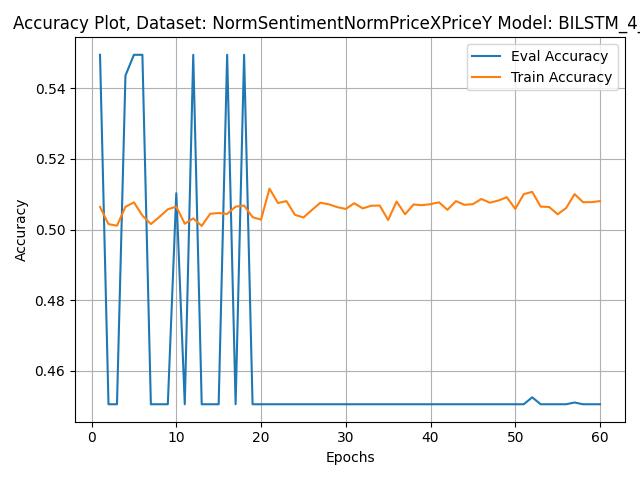 Accuracy Plot, Dataset: NormSentimentNormPriceXPriceY Model: BILSTM_4_
Eval Accuracy
Train Accuracy
0.54
0.52
0.50
0.48
0.46
Accuracy
0 10 20 30 40 50 60
Epochs